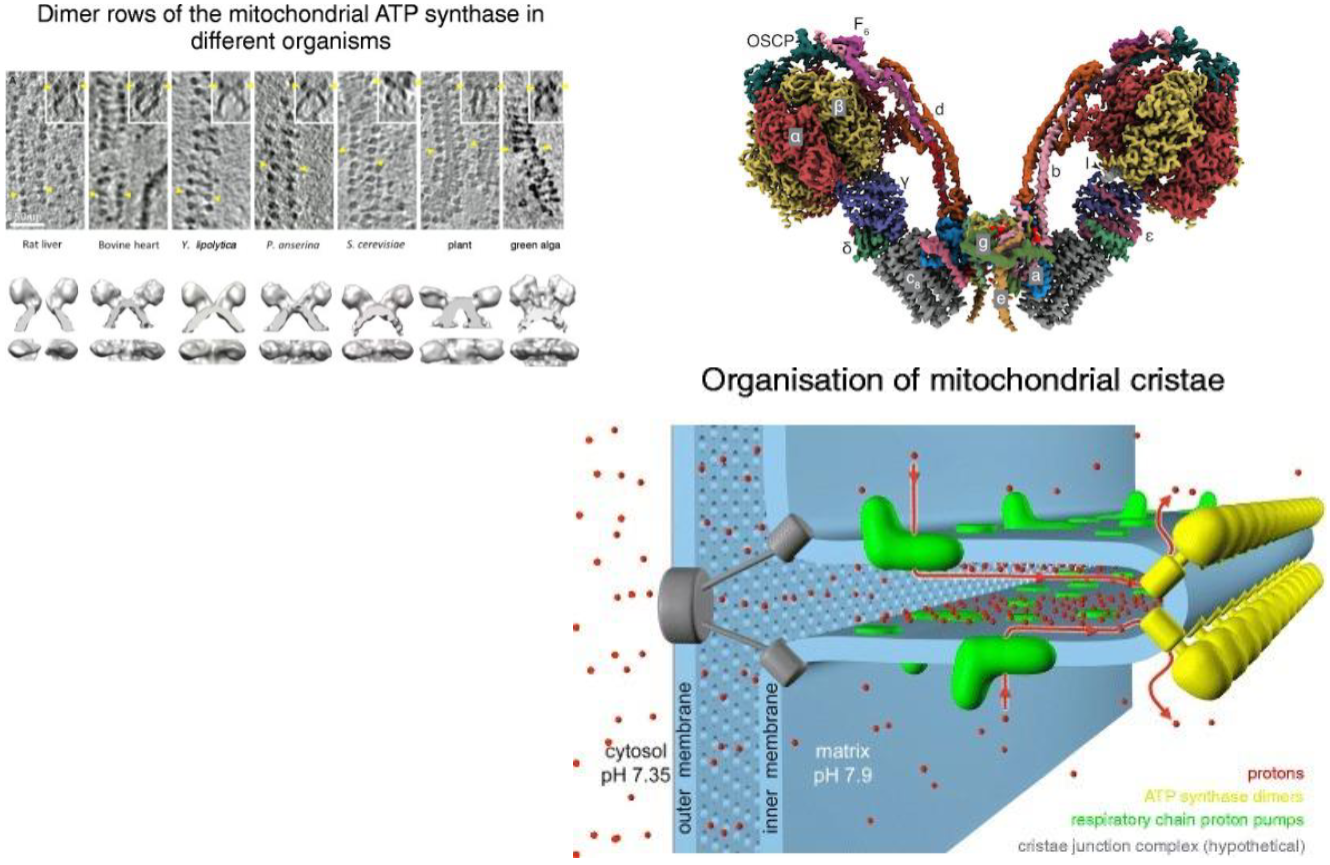 Dimer rows of the mitochondrial ATP synthase in
different organisms
A
50nm
Rat liver
Bovine heart
Y. lipolytica
P. anserina
S. cerevisiae
plant
green alga
F6
OSCP
β
α
d
γ
b
I
δ
ε
g
c8
a
e
Organisation of mitochondrial cristae
cytosol
pH 7.35
outer membrane
inner membrane
matrix
pH 7.9
protons
ATP synthase dimers
respiratory chain proton pumps
cristae junction complex (hypothetical)